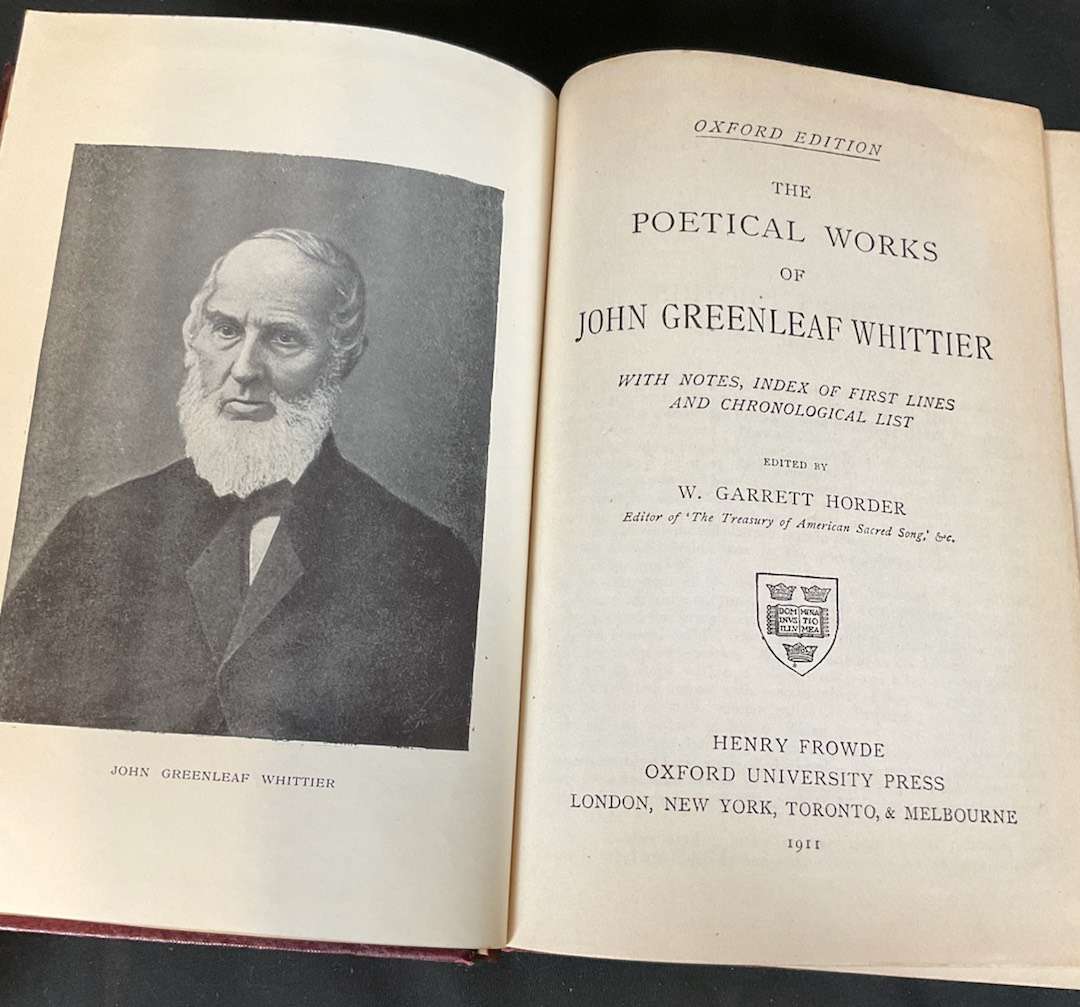 JOHN GREENLEAF WHITTIER
OXFORD EDITION
THE
POETICAL WORKS
OF
JOHN GREENLEAF WHITTIER
WITH NOTES, INDEX OF FIRST LINES
AND CHRONOLOGICAL LIST
EDITED BY
W. GARRETT HORDER
Editor of 'The Treasury of American Sacred Song,' &c.
DOM MINA
INVS TIO
ILLV MEA
HENRY FROWDE
OXFORD UNIVERSITY PRESS
LONDON, NEW YORK, TORONTO, & MELBOURNE
1911